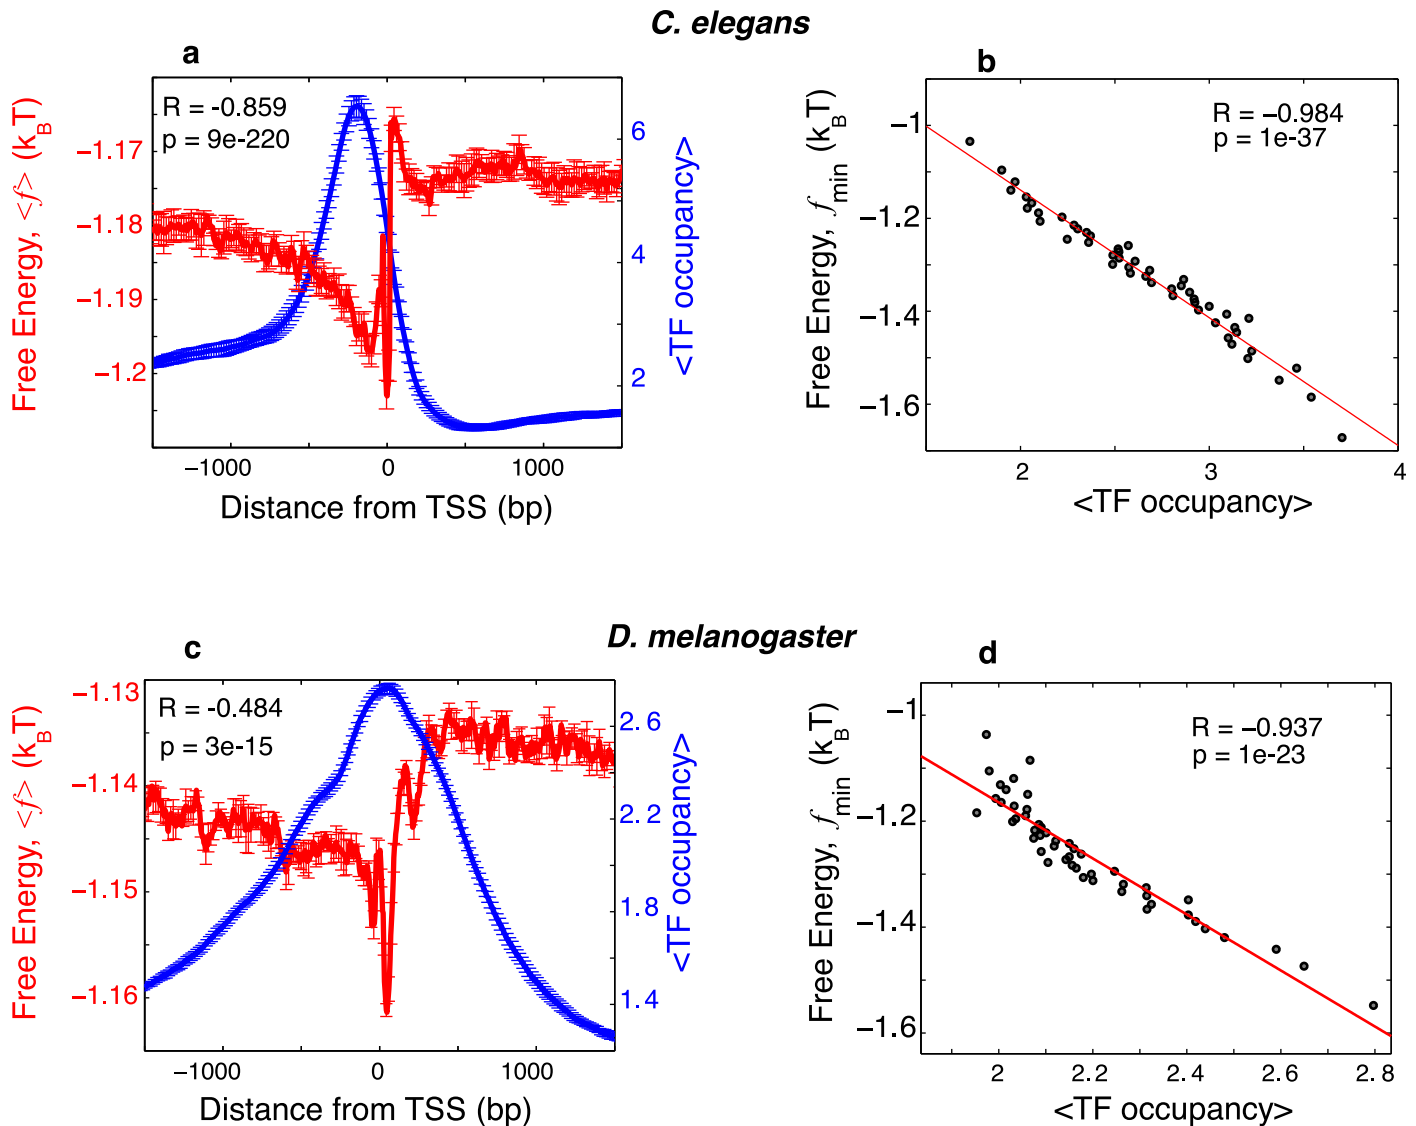 C. elegans
a
R = -0.859
p = 9e-220
Free Energy, <f> (kBT)
−1.17
−1.18
−1.19
−1.2
6
4
2
<TF occupancy>
−1000
0
1000
Distance from TSS (bp)
b
R = −0.984
p = 1e-37
Free Energy, fmin (kBT)
−1
−1.2
−1.4
−1.6
2
3
4
<TF occupancy>
D. melanogaster
c
R = -0.484
p = 3e-15
Free Energy, <f> (kBT)
−1.13
−1.14
−1.15
−1.16
2.6
2.2
1.8
1.4
<TF occupancy>
−1000
0
1000
Distance from TSS (bp)
d
R = −0.937
p = 1e-23
Free Energy, fmin (kBT)
−1
−1.2
−1.4
−1.6
2
2.2
2.4
2.6
2.8
<TF occupancy>